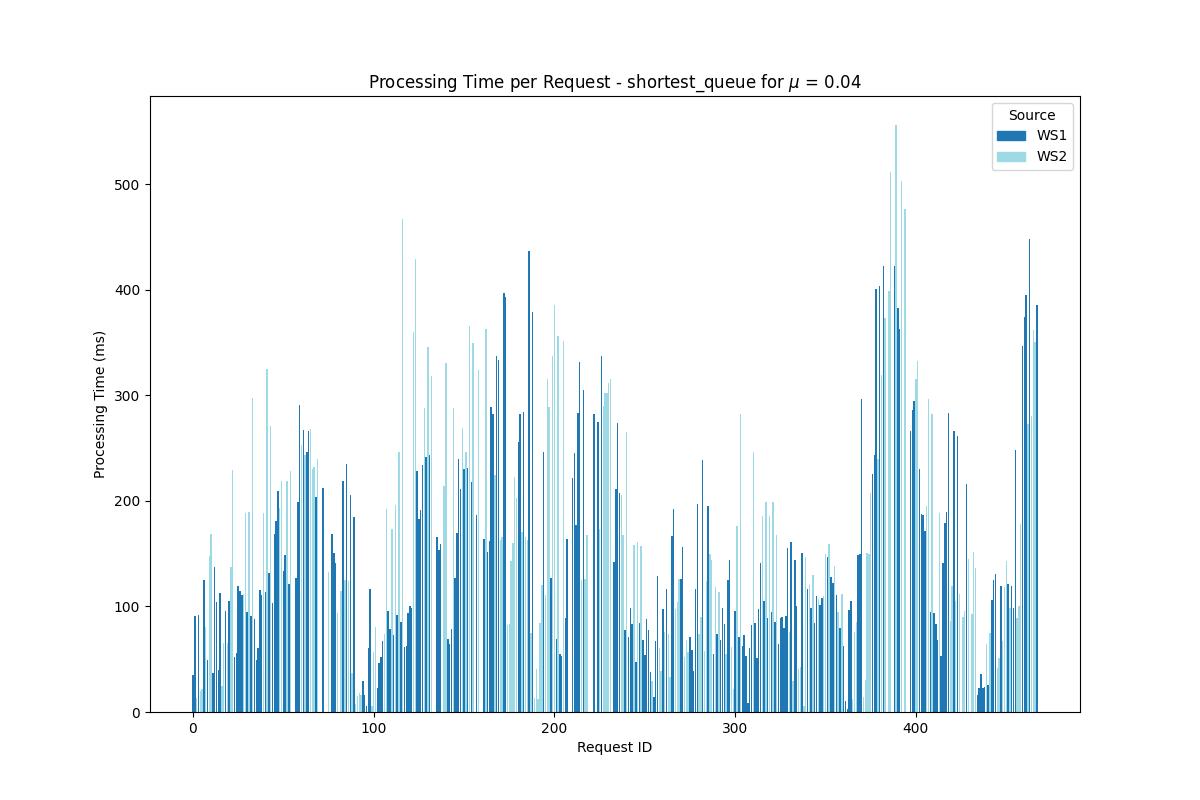 Processing Time per Request - shortest_queue for μ = 0.04
Source
WS1
WS2
Processing Time (ms)
500
400
300
200
100
0
0 100 200 300 400
Request ID